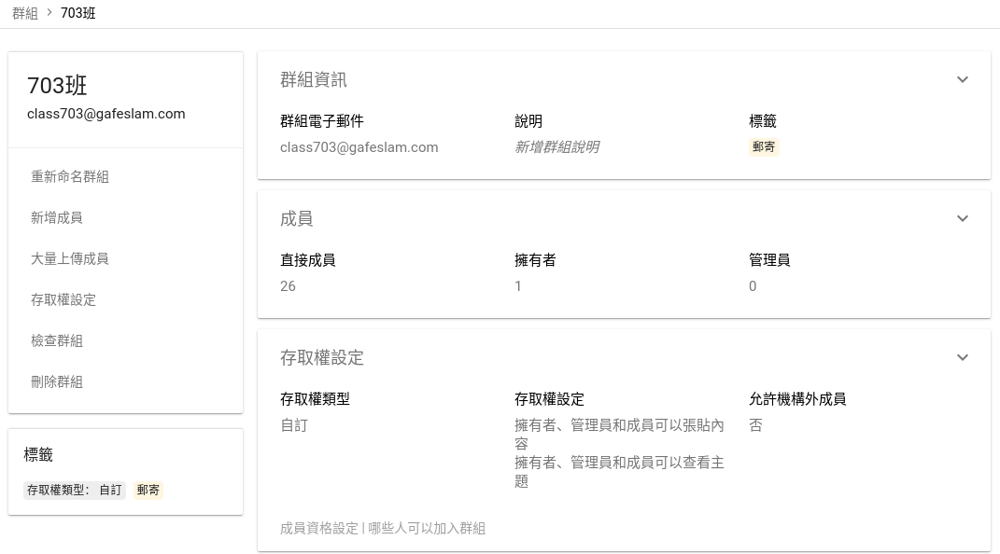 群組 > 703班
703班
class703@gafeslam.com
重新命名群組
新增成員
大量上傳成員
存取權設定
檢查群組
刪除群組
標籤
存取權類型： 自訂 郵寄
群組資訊
群組電子郵件 說明 標籤
class703@gafeslam.com 新增群組說明 郵寄
成員
直接成員 擁有者 管理員
26 1 0
存取權設定
存取權類型 存取權設定 允許機構外成員
自訂 擁有者、管理員和成員可以張貼內 否
容
擁有者、管理員和成員可以查看主
題
成員資格設定 | 哪些人可以加入群組